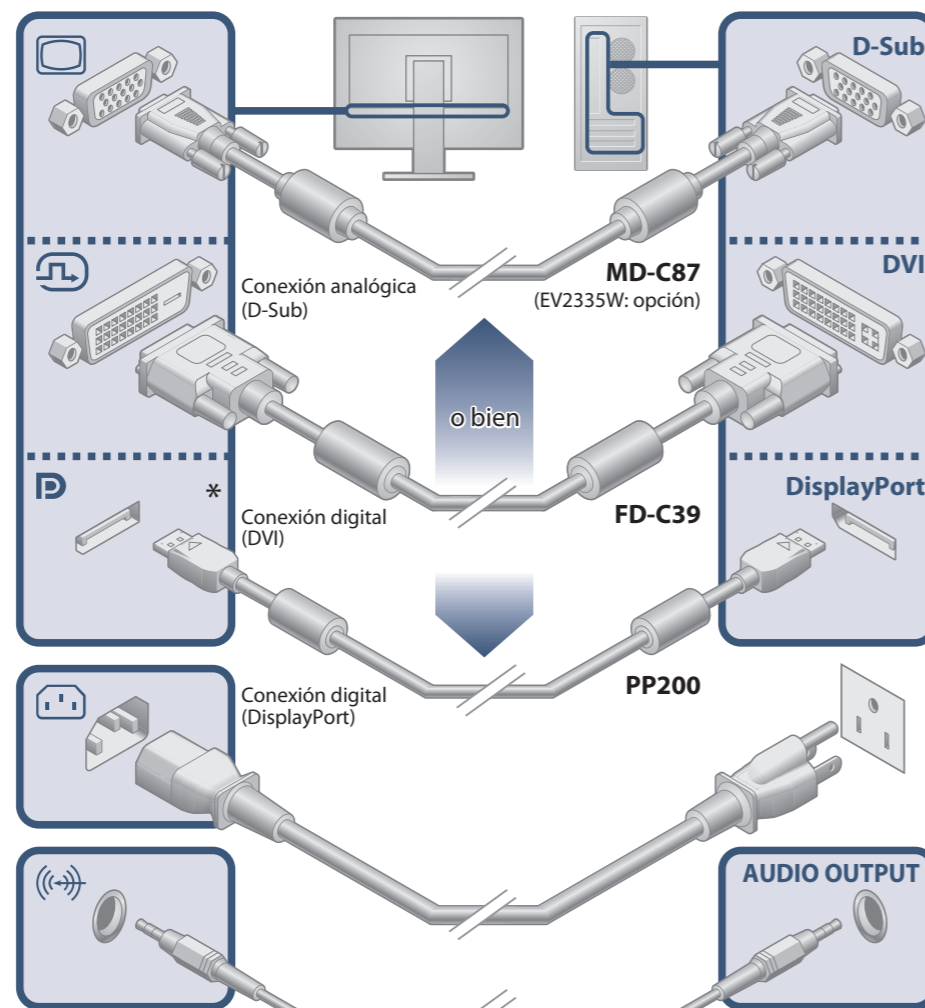 D-Sub
Conexión analógica
(D-Sub)
MD-C87
(EV2335W: opción)
DVI
o bien
*
Conexión digital
(DVI)
FD-C39
DisplayPort
Conexión digital
(DisplayPort)
PP200
AUDIO OUTPUT